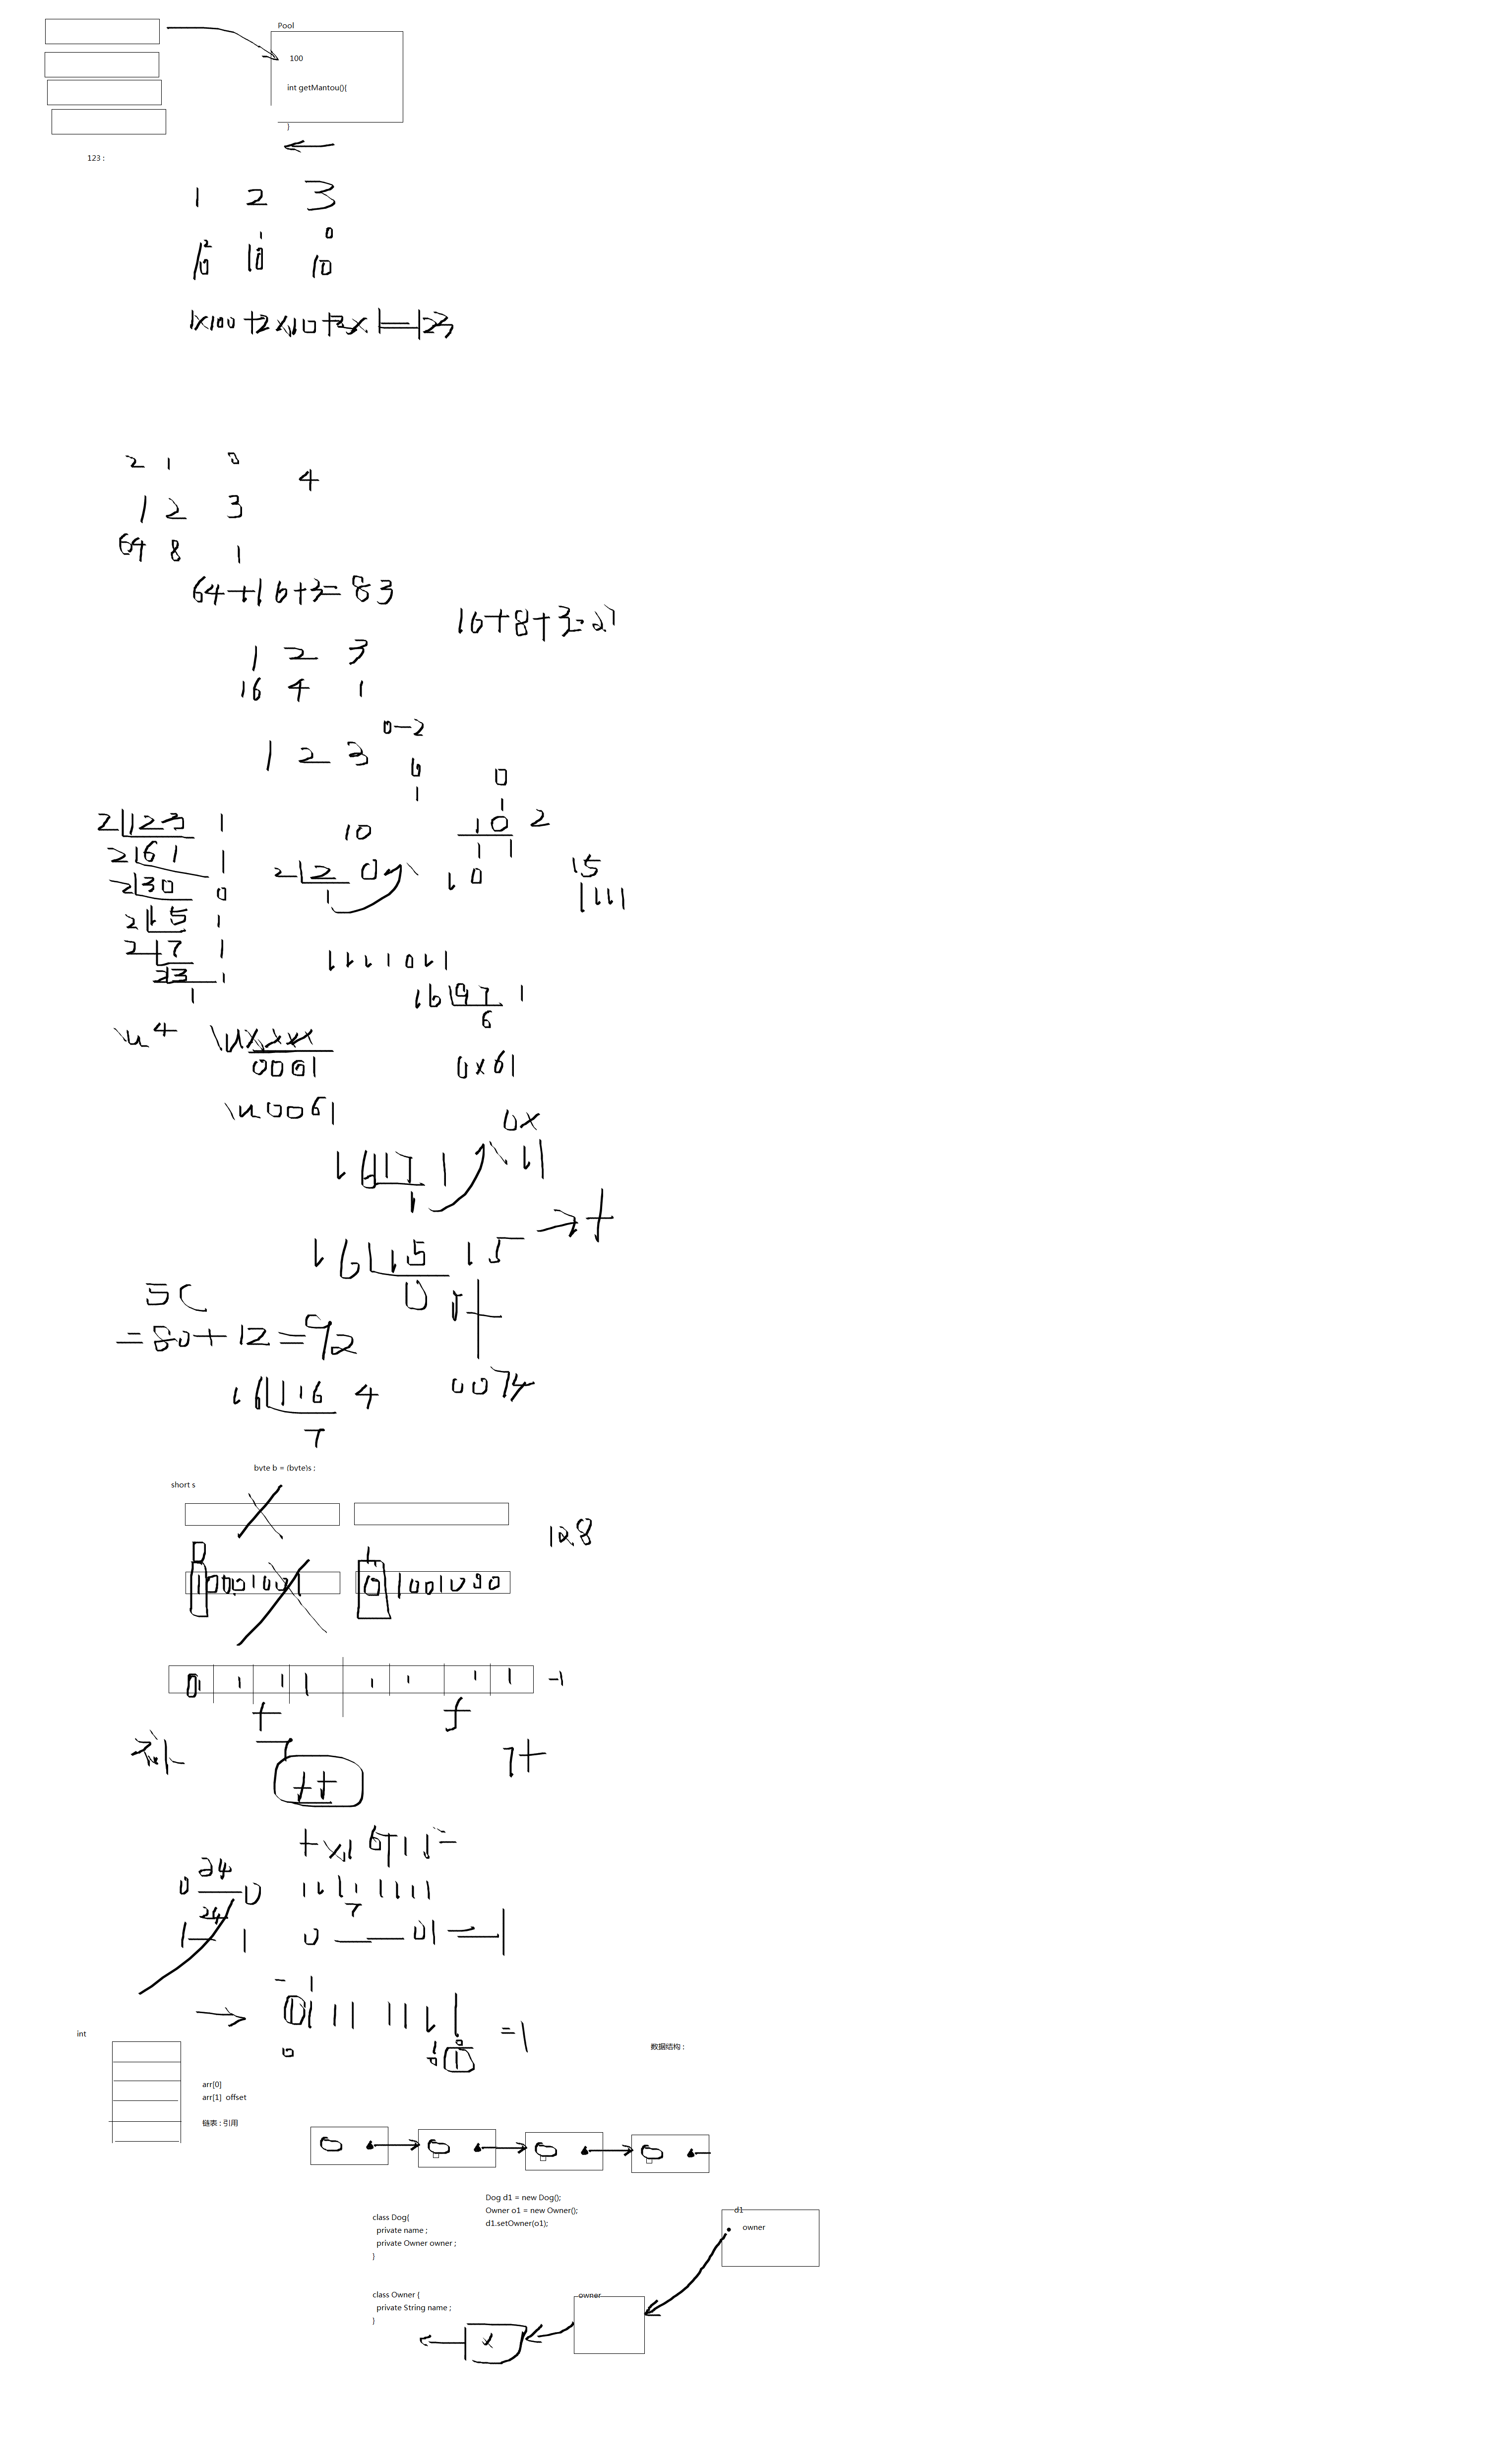 Pool
100
int getMantou(){
}
123 :
1 2 3
2 1 0
10 10 10
1x100+2x10+3x1=123
2 1 0
4
1 2 3
64 8 1
64+16+3=83
16+8+3=27
1 2 3
16 4 1
0-2
1 2 3
0
1
0
1
2 123 1
10
10 2
2 61 1
11
2 2 0
10
15
2 30 0
1
1111
2 15 1
2 7 1
1111011
2 3 1
1
16 97 1
6
\u 4
\uxxxx
0061
0x61
\u0061
0x
16 17 1
11
1
16 15 15 → f
0
0f
5C
=80+12=92
0074
16 116 4
7
byte b = (byte)s ;
short s
128
0
1
10001001
0 1001000
0 1 1 1 1 1 1 1 -1
f f
补
7
7f
ff
fx16+15=
0 24 0
11111111
24
7
1 1
0 01=1
- 1
→ 1111111
=1
0
int
数据结构 :
arr[0]
arr[1] offset
链表 : 引用
Dog d1 = new Dog();
Owner o1 = new Owner();
d1.setOwner(o1);
class Dog{
private name ;
private Owner owner ;
}
d1
owner
class Owner {
private String name ;
}
owner
x